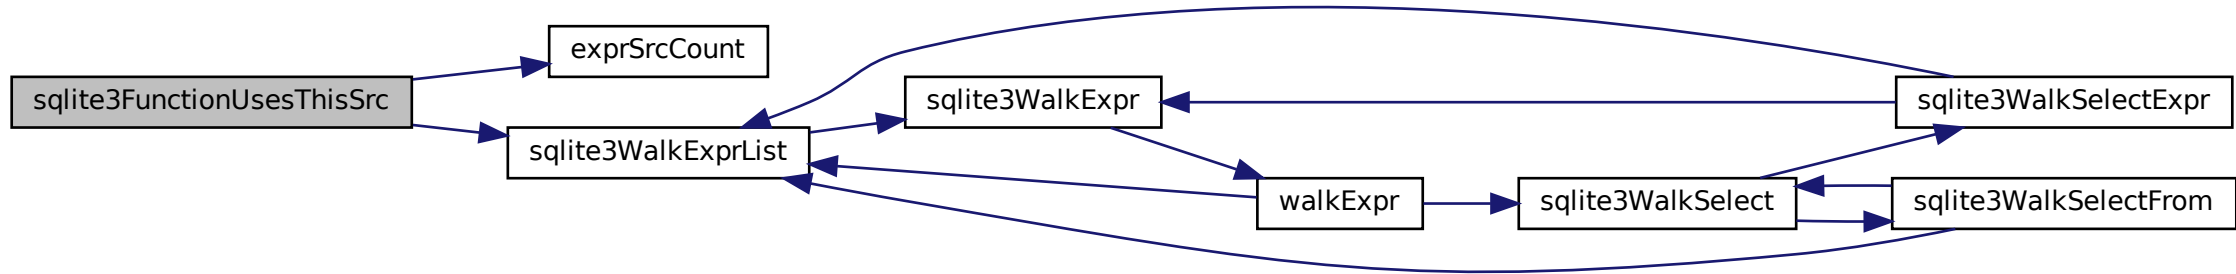 exprSrcCount
sqlite3FunctionUsesThisSrc
sqlite3WalkExprList
sqlite3WalkExpr
walkExpr
sqlite3WalkSelect
sqlite3WalkSelectExpr
sqlite3WalkSelectFrom